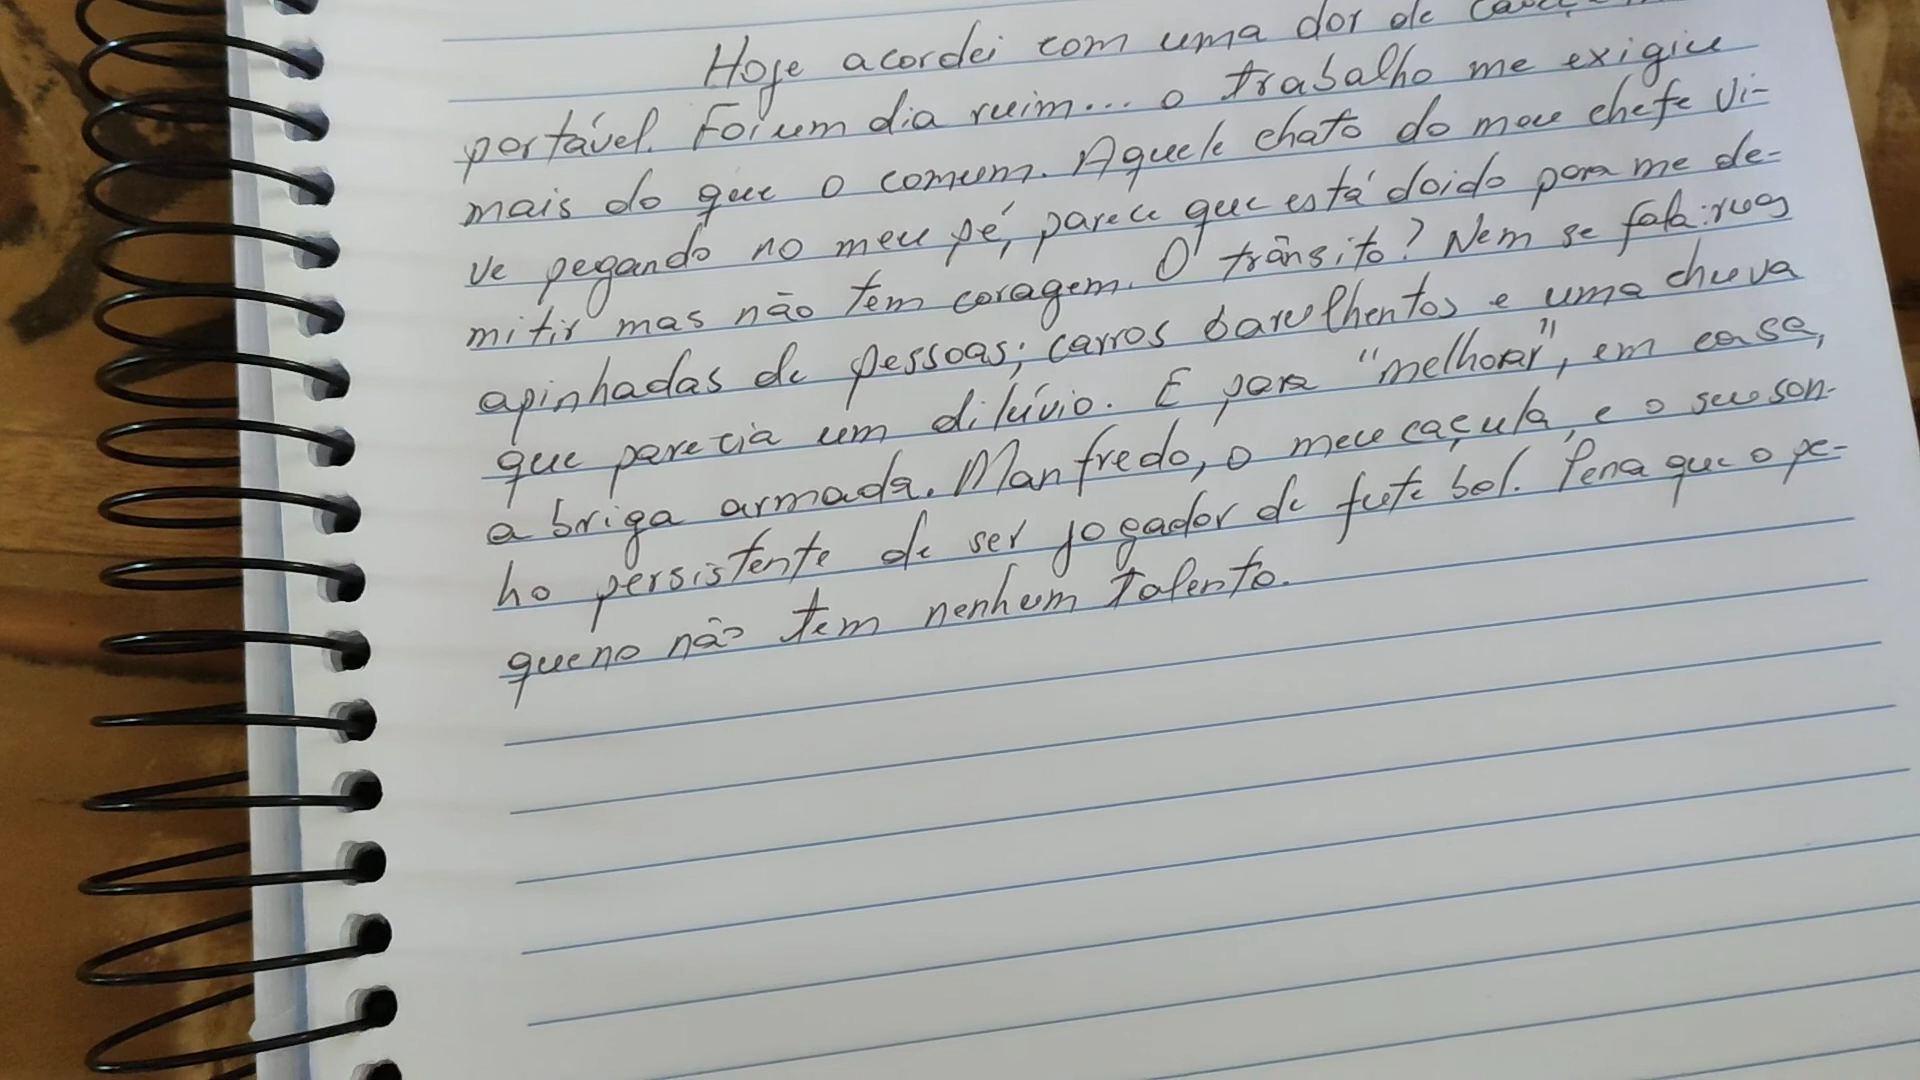 Hoje acordei com uma dor de
portável. Foi um dia ruim... o trabalho me exigiu
mais do que o comum. Aquele chato do meu chefe vi-
ve pegando no meu pé, parece que está doido para me de-
mitir mas não tem coragem. O trânsito? Nem se fala: ruas
apinhadas de pessoas; carros barulhentos e uma chuva
que parecia um dilúvio. E para "melhorar", em casa,
a briga armada. Manfredo, o meu caçula, e o seu son-
ho persistente de ser jogador de futebol. Pena que o pe-
queno não tem nenhum talento.